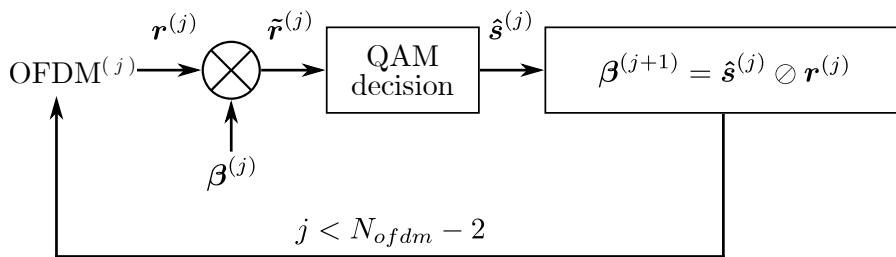 r^(j)
r̃^(j)
ŝ^(j)
OFDM^(j)
QAM
decision
β^(j+1) = ŝ^(j) ⊘ r^(j)
β^(j)
j < N_ofdm − 2